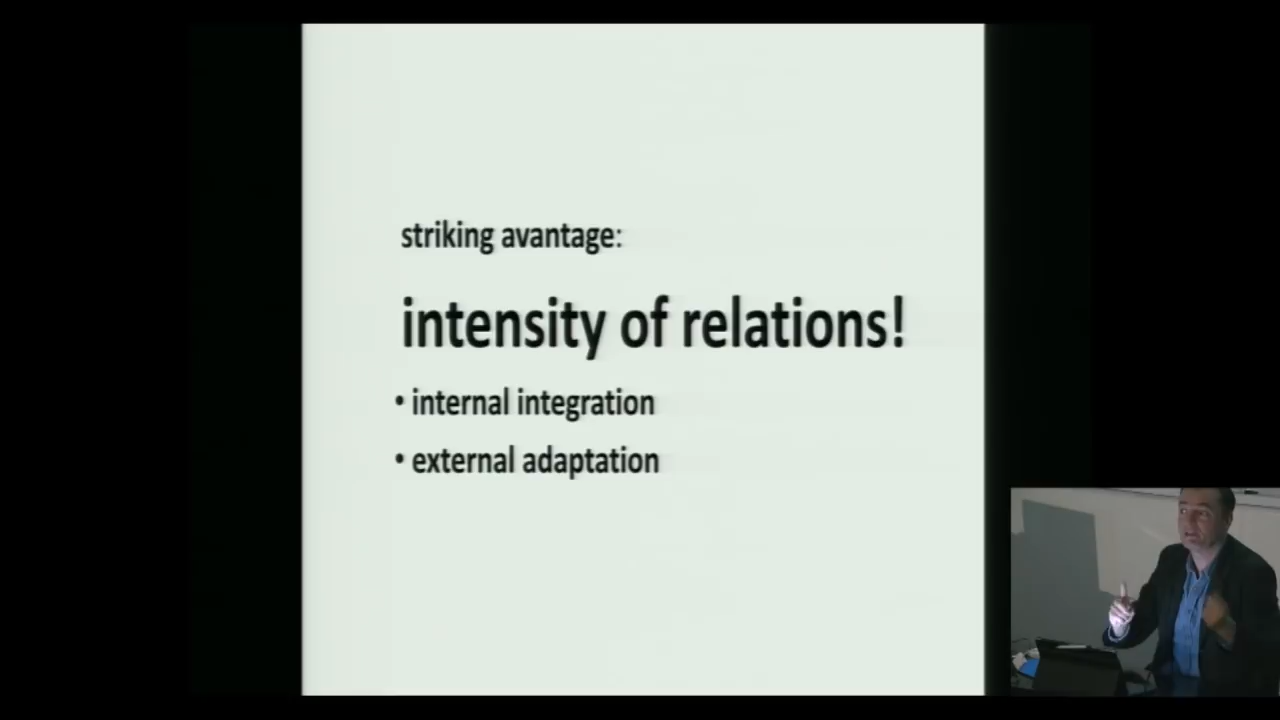 striking avantage:
intensity of relations!
• internal integration
• external adaptation